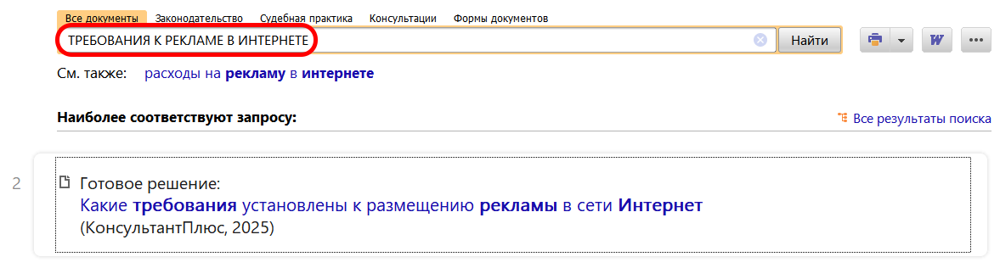 Все документы Законодательство Судебная практика Консультации Формы документов
ТРЕБОВАНИЯ К РЕКЛАМЕ В ИНТЕРНЕТЕ Найти W
См. также: расходы на рекламу в интернете
Наиболее соответствуют запросу: Все результаты поиска
2 Готовое решение:
Какие требования установлены к размещению рекламы в сети Интернет
(КонсультантПлюс, 2025)